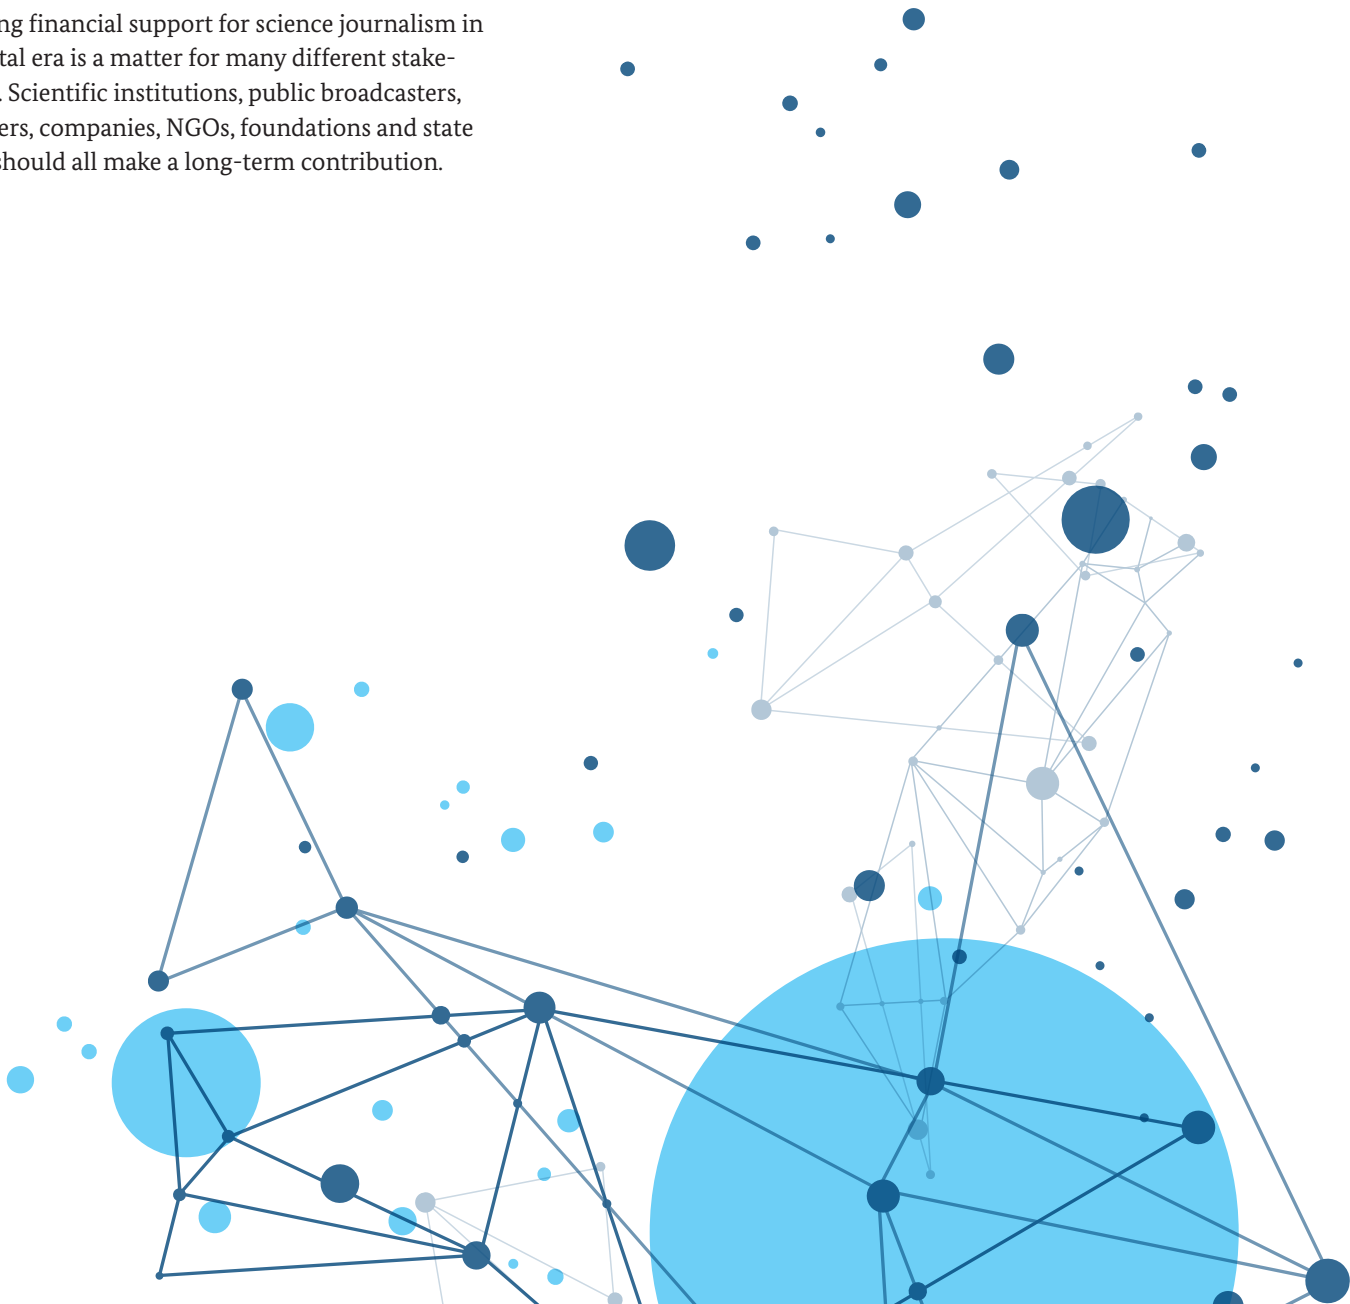 ng financial support for science journalism in
tal era is a matter for many different stake-
. Scientific institutions, public broadcasters,
ers, companies, NGOs, foundations and state
should all make a long-term contribution.